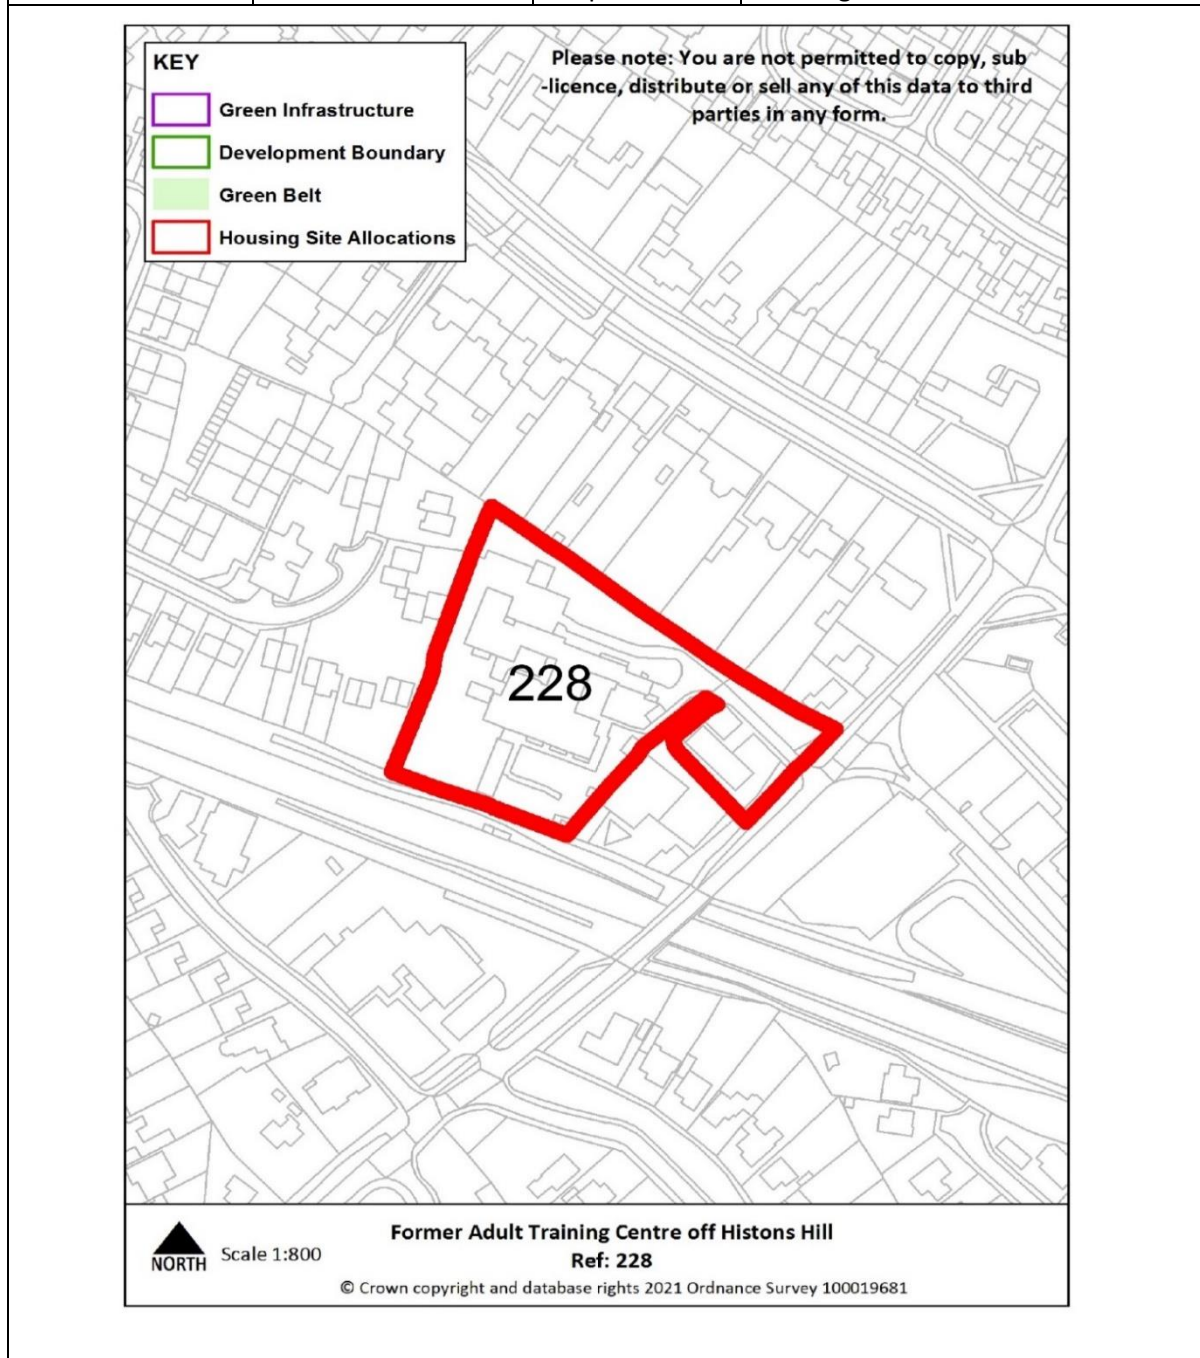 KEY
Green Infrastructure
Development Boundary
Green Belt
Housing Site Allocations
Please note: You are not permitted to copy, sub
-licence, distribute or sell any of this data to third
parties in any form.
228
NORTH
Scale 1:800
Former Adult Training Centre off Histons Hill
Ref: 228
© Crown copyright and database rights 2021 Ordnance Survey 100019681